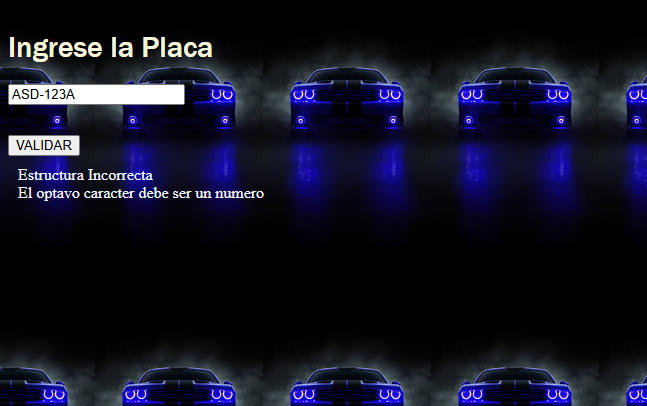 Ingrese la Placa
ASD-123A
VALIDAR
Estructura Incorrecta
El optavo caracter debe ser un numero